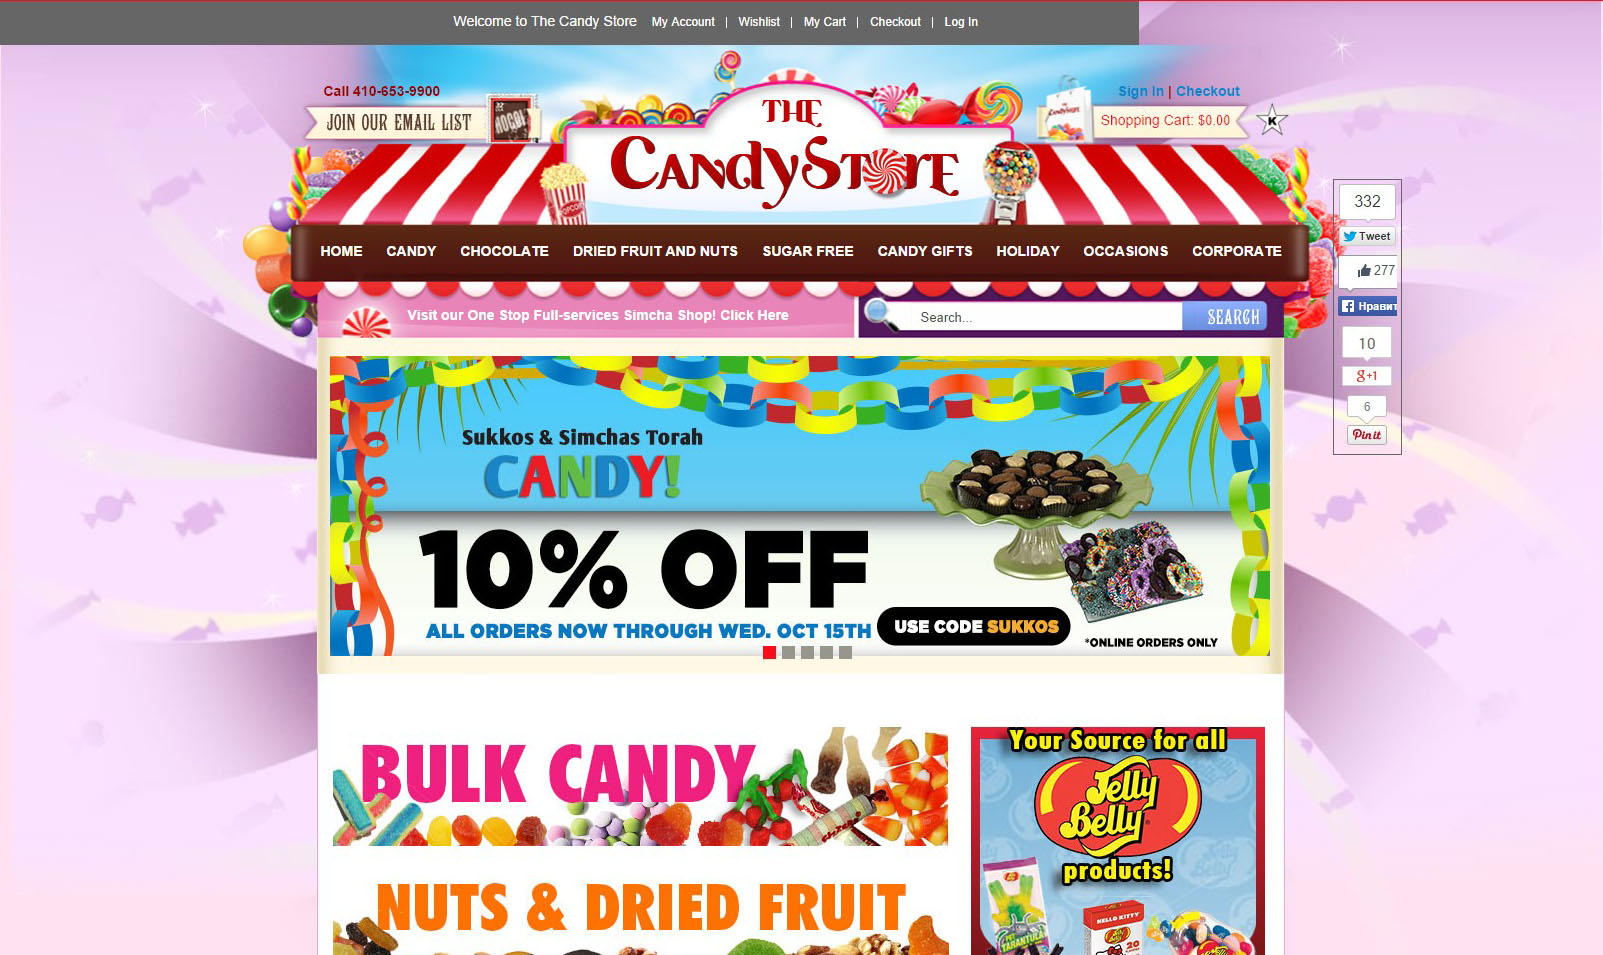 Welcome to The Candy Store My Account | Wishlist | My Cart | Checkout | Log In
Call 410-653-9900
Sign In | Checkout
JOIN OUR EMAIL LIST
Shopping Cart: $0.00
K
THE
CANDYSTORE
POPCORN
HOME CANDY CHOCOLATE DRIED FRUIT AND NUTS SUGAR FREE CANDY GIFTS HOLIDAY OCCASIONS CORPORATE
Visit our One Stop Full-services Simcha Shop! Click Here
Search...
SEARCH
332
Tweet
277
Нравит
10
g+1
6
Pin it
Sukkos & Simchas Torah
CANDY!
10% OFF
ALL ORDERS NOW THROUGH WED. OCT 15TH
USE CODE SUKKOS
*ONLINE ORDERS ONLY
BULK CANDY
NUTS & DRIED FRUIT
Your Source for all
Jelly
Belly
products!
TARANTULA
HELLO KITTY
20